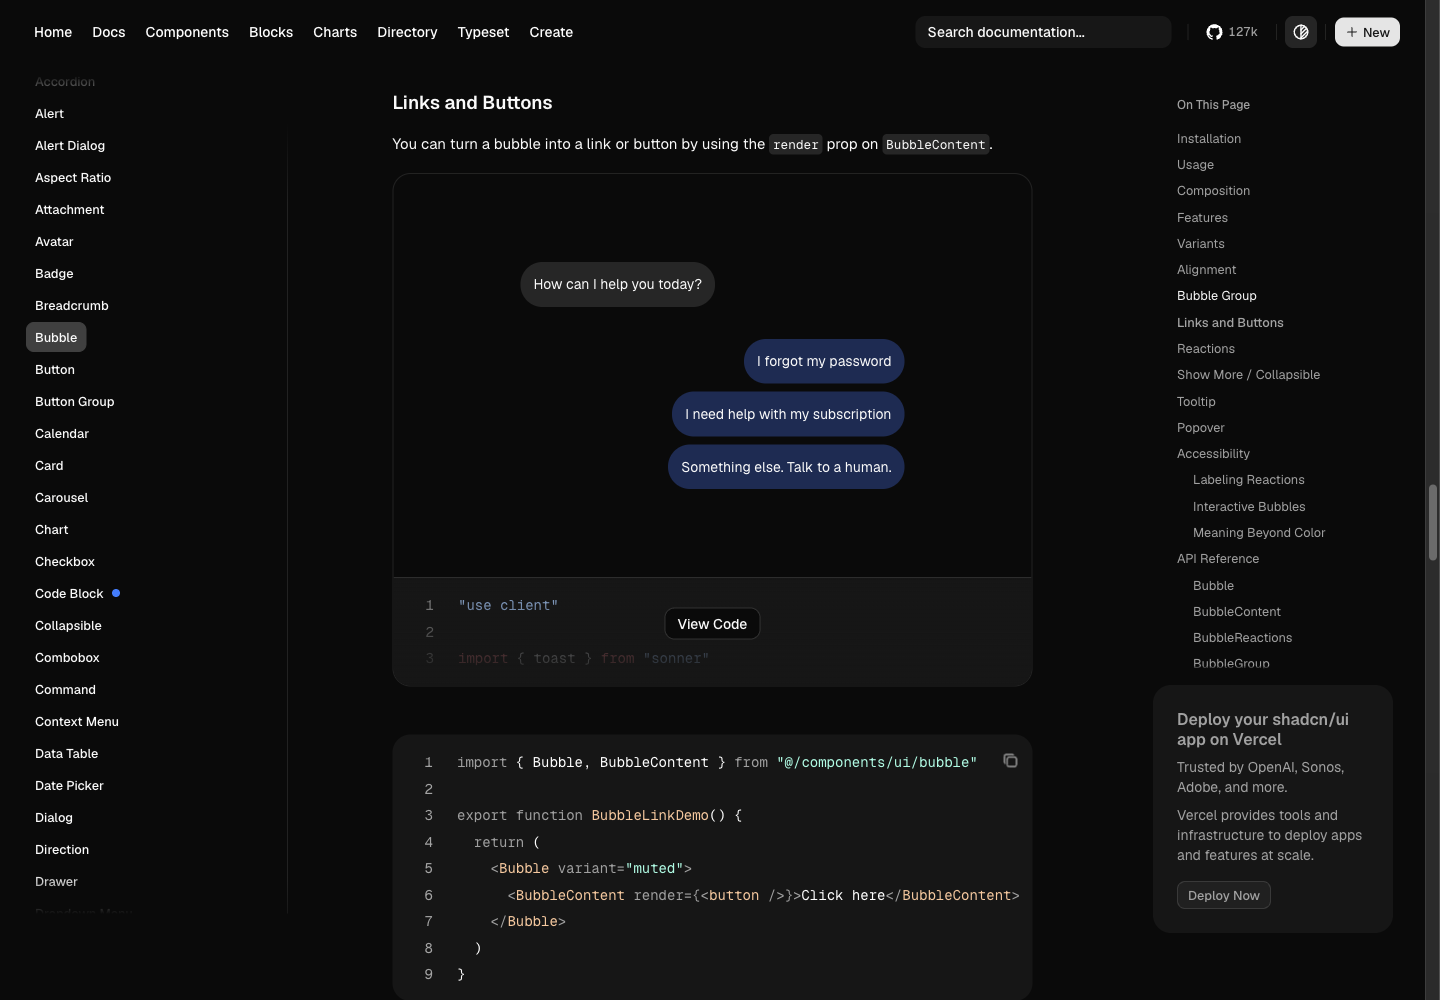 Home Docs Components Blocks Charts Directory Typeset Create
Search documentation...
127k
New
Accordion
Alert
Alert Dialog
Aspect Ratio
Attachment
Avatar
Badge
Breadcrumb
Bubble
Button
Button Group
Calendar
Card
Carousel
Chart
Checkbox
Code Block
Collapsible
Combobox
Command
Context Menu
Data Table
Date Picker
Dialog
Direction
Drawer
Dropdown Menu
Links and Buttons
You can turn a bubble into a link or button by using the render prop on BubbleContent.
How can I help you today?
I forgot my password
I need help with my subscription
Something else. Talk to a human.
1 "use client"
2
3 import { toast } from "sonner"
View Code
1 import { Bubble, BubbleContent } from "@/components/ui/bubble"
2
3 export function BubbleLinkDemo() {
4 return (
5 <Bubble variant="muted">
6 <BubbleContent render={<button />}>Click here</BubbleContent>
7 </Bubble>
8 )
9 }
On This Page
Installation
Usage
Composition
Features
Variants
Alignment
Bubble Group
Links and Buttons
Reactions
Show More / Collapsible
Tooltip
Popover
Accessibility
Labeling Reactions
Interactive Bubbles
Meaning Beyond Color
API Reference
Bubble
BubbleContent
BubbleReactions
BubbleGroup
Deploy your shadcn/ui
app on Vercel
Trusted by OpenAI, Sonos,
Adobe, and more.
Vercel provides tools and
infrastructure to deploy apps
and features at scale.
Deploy Now